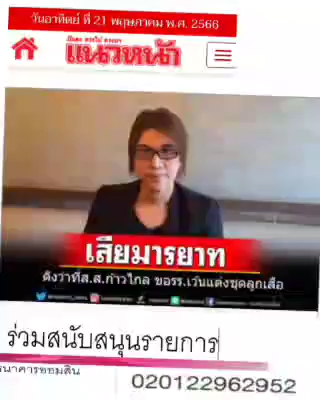 วันอาทิตย์ ที่ 21 พฤษภาคม พ.ศ. 2566
แนวหน้า
เสียมารยาท
ติงว่าที่ส.ส.ก้าวไกล ขอรร.เว้นแต่งชุดลูกเสือ
ร่วมสนับสนุนรายการ
ธนาคารออมสิน
020122962952